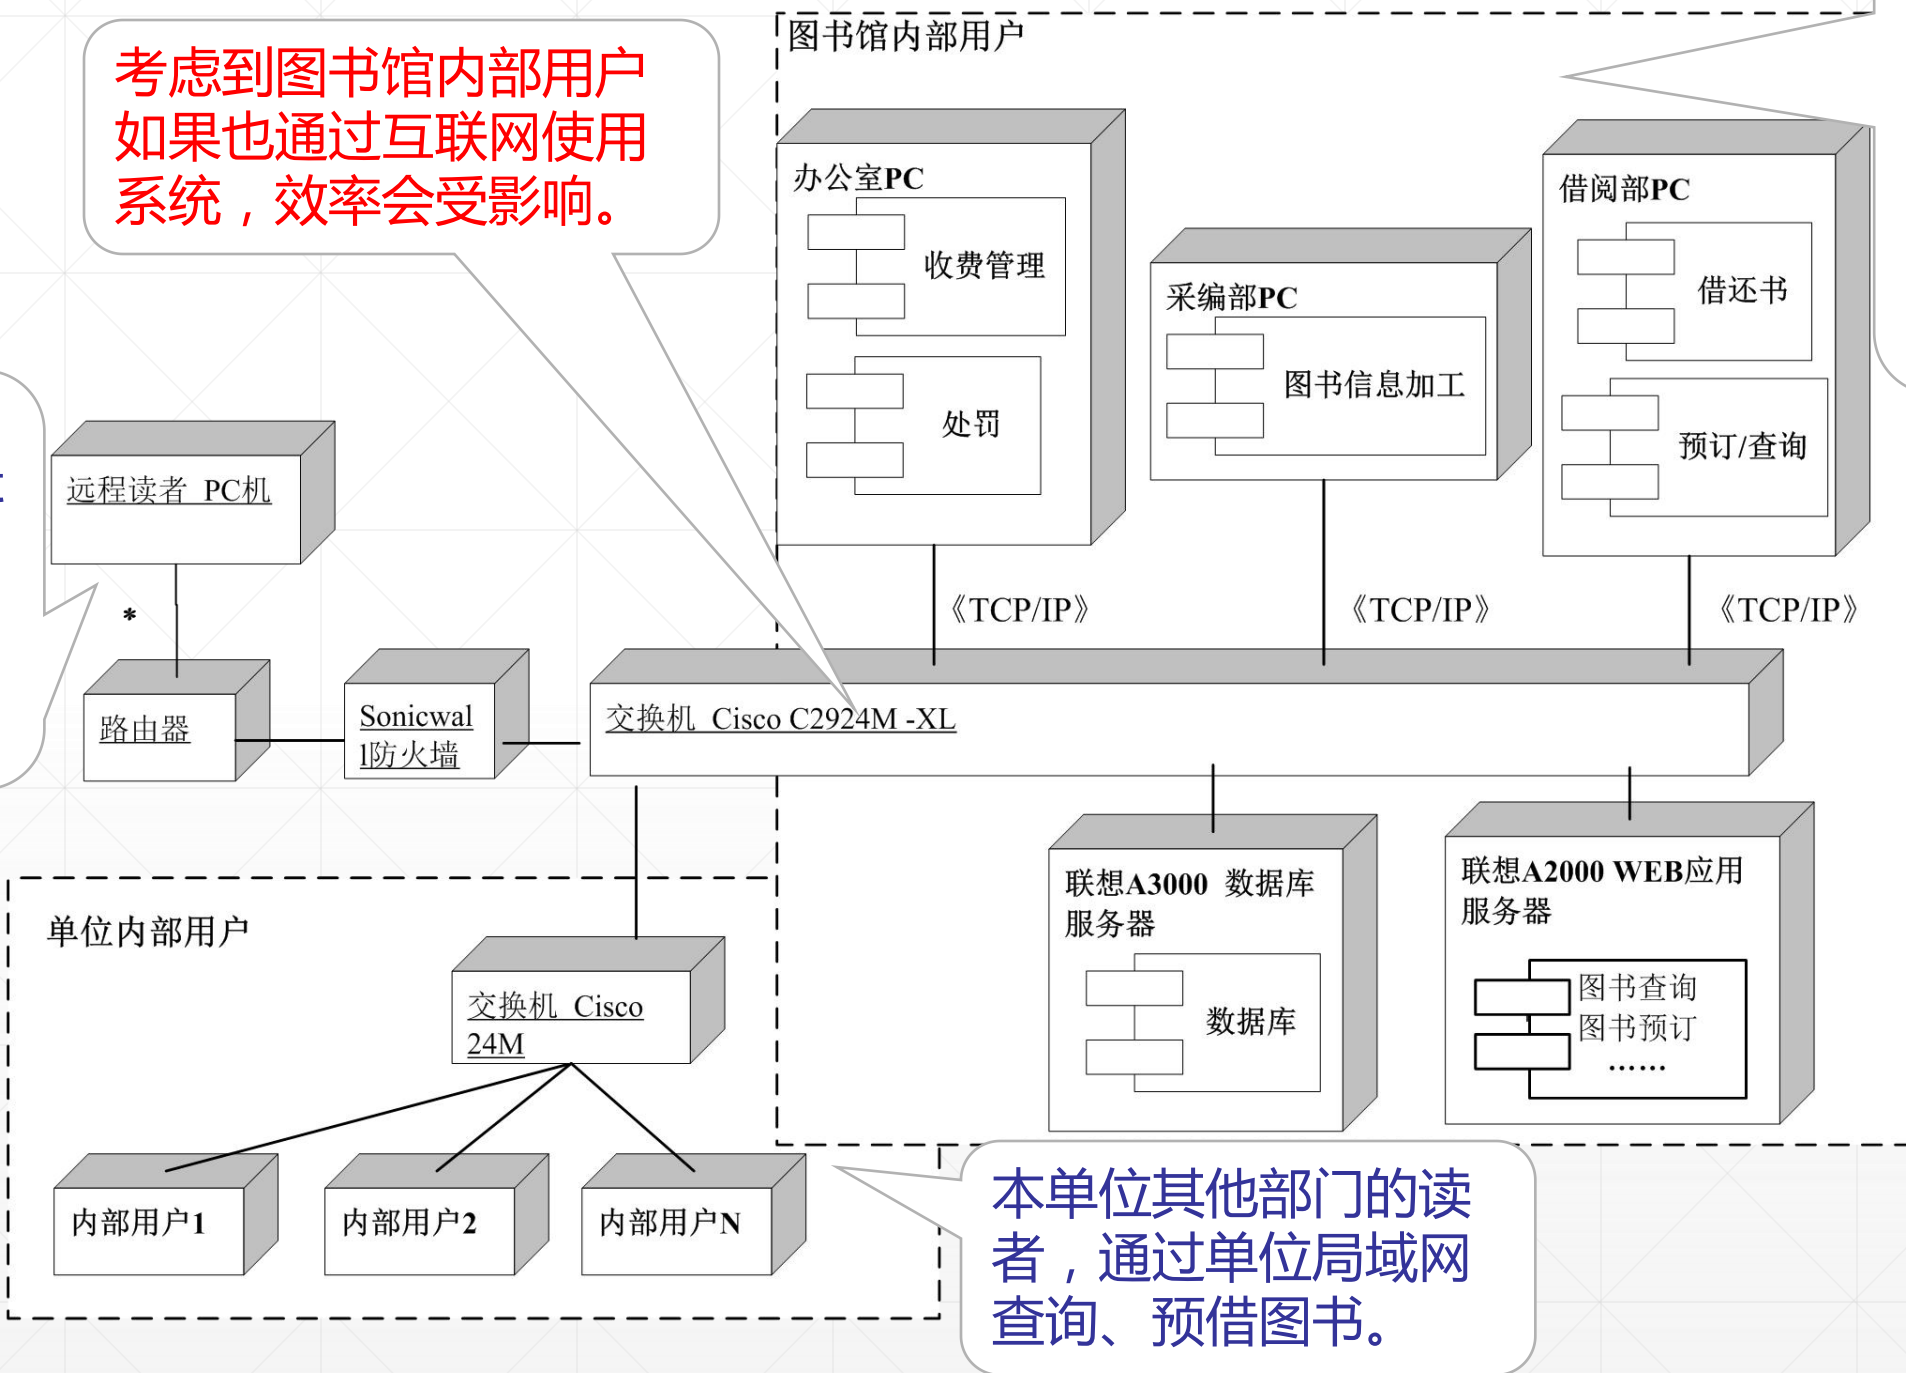 图书馆内部用户
考虑到图书馆内部用户
如果也通过互联网使用
系统，效率会受影响。
办公室PC
收费管理
处罚
采编部PC
图书信息加工
借阅部PC
借还书
预订/查询
远程读者 PC机
*
《TCP/IP》
《TCP/IP》
《TCP/IP》
路由器
Sonicwal
l防火墙
交换机 Cisco C2924M -XL
单位内部用户
交换机 Cisco
24M
联想A3000 数据库
服务器
数据库
联想A2000 WEB应用
服务器
图书查询
图书预订
……
内部用户1
内部用户2
内部用户N
本单位其他部门的读
者，通过单位局域网
查询、预借图书。